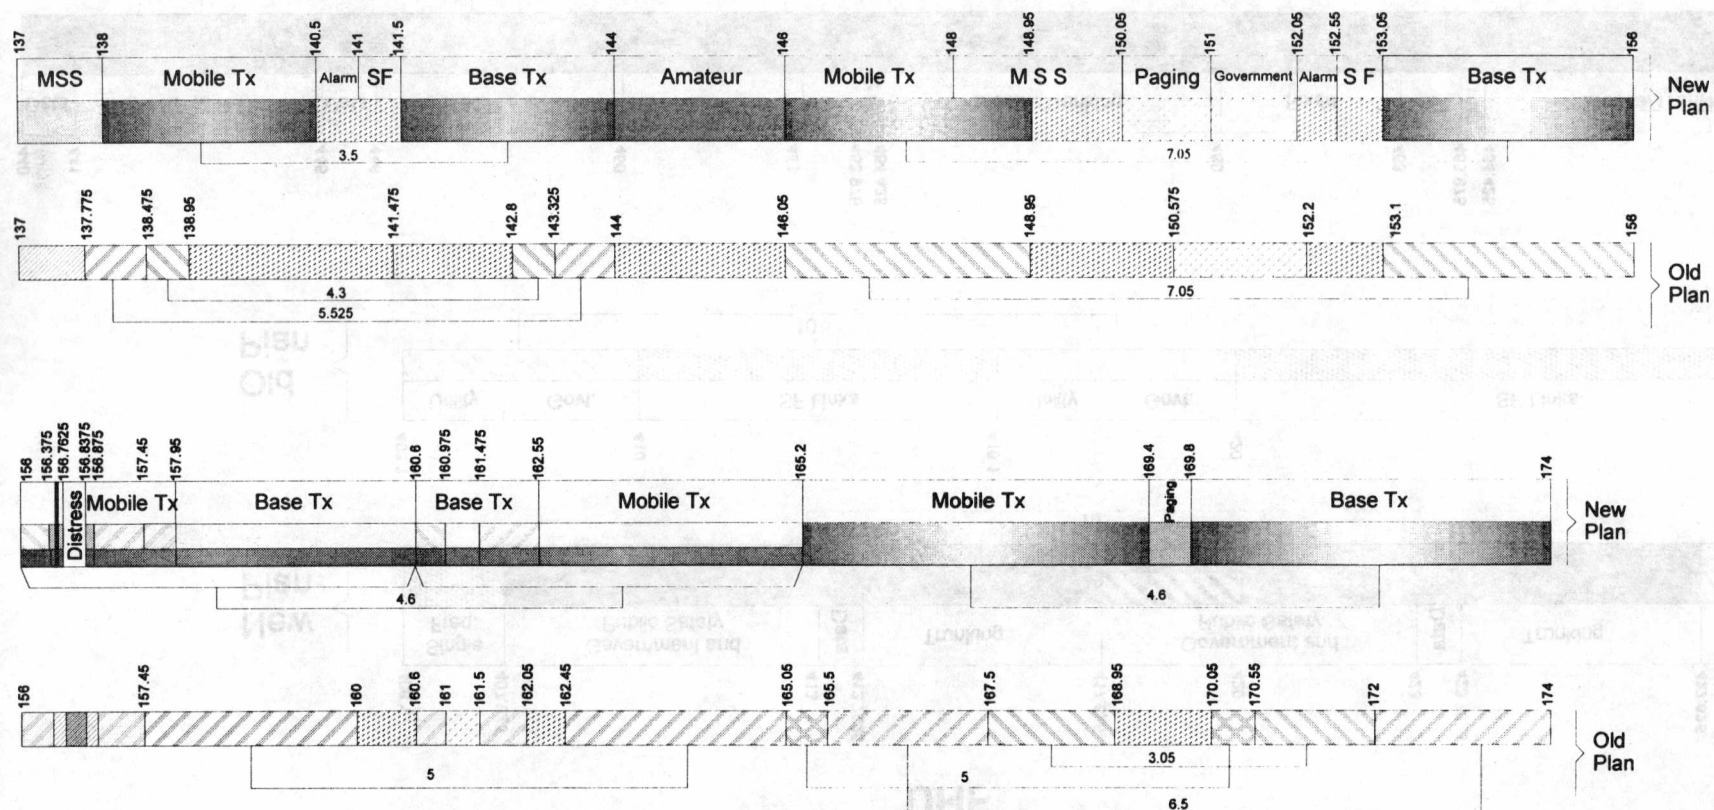 137 138 140.5 141 141.5 144 146 148 148.95 150.05 151 152.05 152.55 153.05 156
MSS Mobile Tx Alarm SF Base Tx Amateur Mobile Tx M S S Paging Government Alarm S F Base Tx
New
Plan
3.5 7.05
137 137.775 138.475 138.95 141.475 142.8 143.325 144 146.05 148.95 150.575 152.2 153.1 156
Old
Plan
4.3 7.05
5.525
156 156.375 156.7625 156.8375 156.875 157.45 157.95 160.6 160.975 161.475 162.55 165.2 169.4 169.8 174
Distress Mobile Tx Base Tx Base Tx Mobile Tx Mobile Tx Paging Base Tx
New
Plan
4.6 4.6
156 157.45 160 160.6 161 161.5 162.05 162.45 165.05 165.5 167.5 168.95 170.05 170.55 172 174
Old
Plan
3.05
5 5
6.5